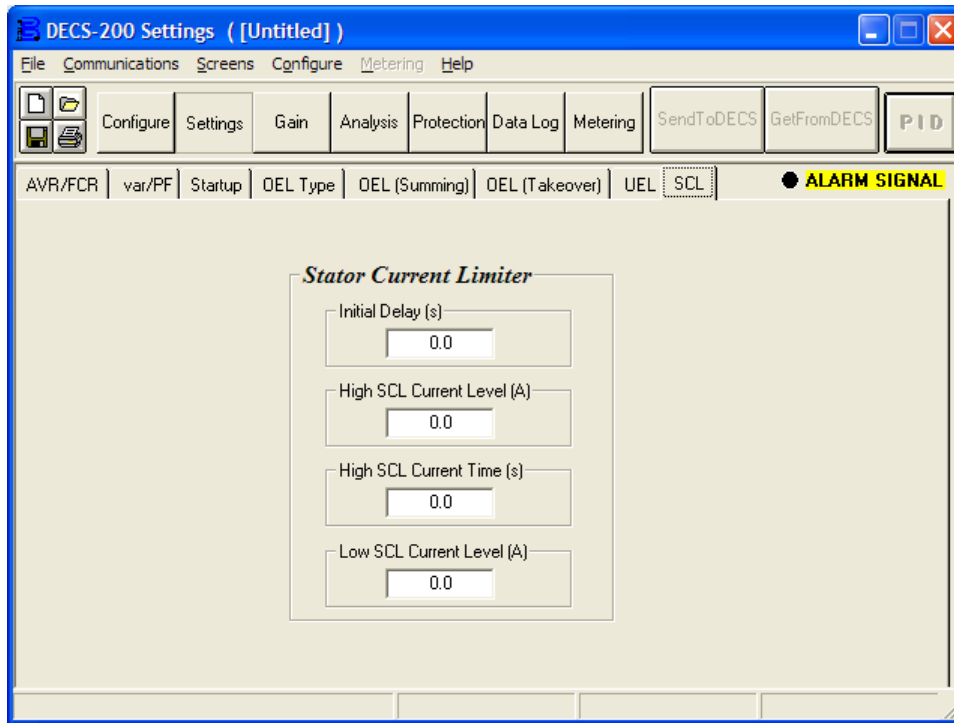 DECS-200 Settings ( [Untitled] )
File Communications Screens Configure Metering Help
Configure Settings Gain Analysis Protection Data Log Metering SendToDECS GetFromDECS PID
AVR/FCR var/PF Startup OEL Type OEL (Summing) OEL (Takeover) UEL SCL ALARM SIGNAL
Stator Current Limiter
Initial Delay (s)
0.0
High SCL Current Level (A)
0.0
High SCL Current Time (s)
0.0
Low SCL Current Level (A)
0.0